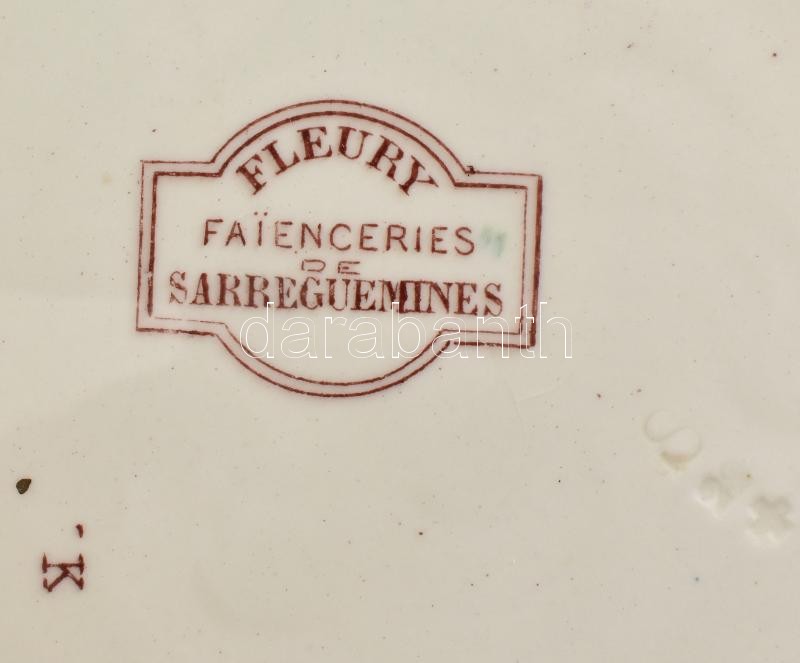 FLEURY
FAÏENCERIES
DE
SARREGUEMINES
darabanth
K